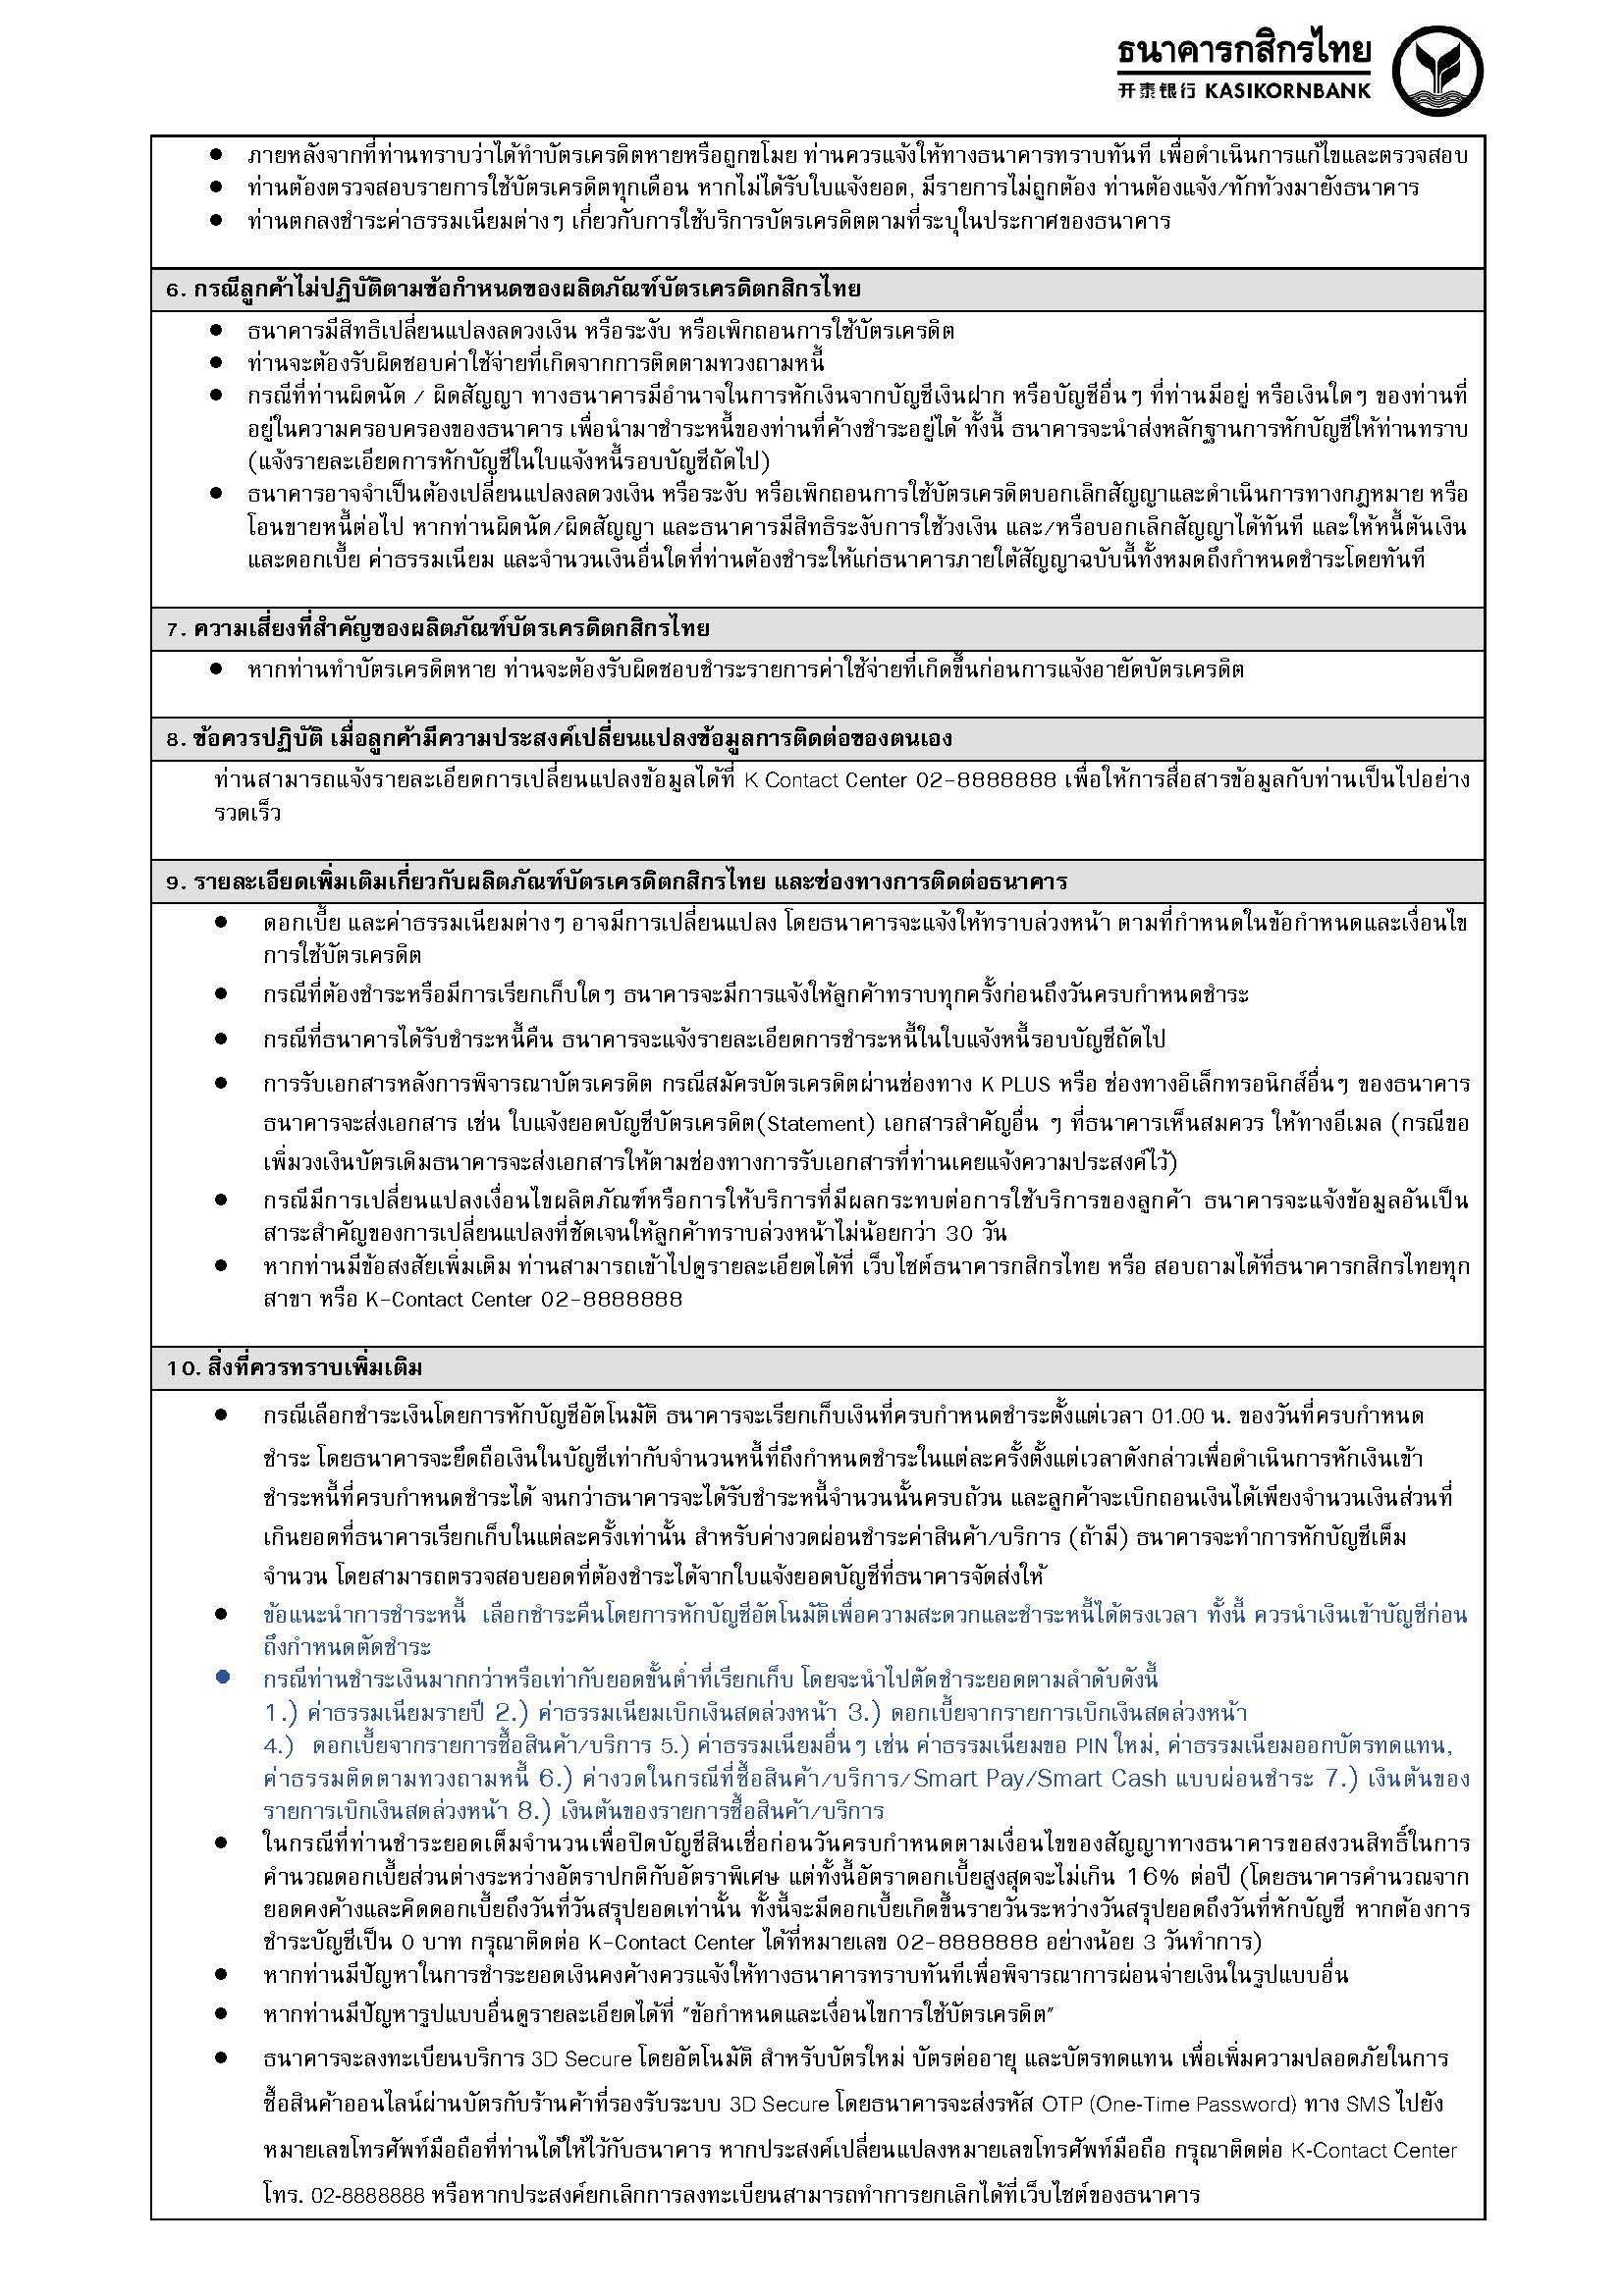 ธนาคารกสิกรไทย
开泰银行 KASIKORNBANK
● ภายหลังจากที่ท่านทราบว่าได้ทำบัตรเครดิตหายหรือถูกขโมย ท่านควรแจ้งให้ทางธนาคารทราบทันที เพื่อดำเนินการแก้ไขและตรวจสอบ
● ท่านต้องตรวจสอบรายการใช้บัตรเครดิตทุกเดือน หากไม่ได้รับใบแจ้งยอด, มีรายการไม่ถูกต้อง ท่านต้องแจ้ง/ทักท้วงมายังธนาคาร
● ท่านตกลงชำระค่าธรรมเนียมต่างๆ เกี่ยวกับการใช้บริการบัตรเครดิตตามที่ระบุในประกาศของธนาคาร
6. กรณีลูกค้าไม่ปฏิบัติตามข้อกำหนดของผลิตภัณฑ์บัตรเครดิตกสิกรไทย
● ธนาคารมีสิทธิเปลี่ยนแปลงลดวงเงิน หรือระงับ หรือเพิกถอนการใช้บัตรเครดิต
● ท่านจะต้องรับผิดชอบค่าใช้จ่ายที่เกิดจากการติดตามทวงถามหนี้
● กรณีที่ท่านผิดนัด / ผิดสัญญา ทางธนาคารมีอำนาจในการหักเงินจากบัญชีเงินฝาก หรือบัญชีอื่นๆ ที่ท่านมีอยู่ หรือเงินใดๆ ของท่านที่
อยู่ในความครอบครองของธนาคาร เพื่อนำมาชำระหนี้ของท่านที่ค้างชำระอยู่ได้ ทั้งนี้ ธนาคารจะนำส่งหลักฐานการหักบัญชีให้ท่านทราบ
(แจ้งรายละเอียดการหักบัญชีในใบแจ้งหนี้รอบบัญชีถัดไป)
● ธนาคารอาจจำเป็นต้องเปลี่ยนแปลงลดวงเงิน หรือระงับ หรือเพิกถอนการใช้บัตรเครดิตบอกเลิกสัญญาและดำเนินการทางกฎหมาย หรือ
โอนขายหนี้ต่อไป หากท่านผิดนัด/ผิดสัญญา และธนาคารมีสิทธิระงับการใช้วงเงิน และ/หรือบอกเลิกสัญญาได้ทันที และให้หนี้ต้นเงิน
และดอกเบี้ย ค่าธรรมเนียม และจำนวนเงินอื่นใดที่ท่านต้องชำระให้แก่ธนาคารภายใต้สัญญาฉบับนี้ทั้งหมดถึงกำหนดชำระโดยทันที
7. ความเสี่ยงที่สำคัญของผลิตภัณฑ์บัตรเครดิตกสิกรไทย
● หากท่านทำบัตรเครดิตหาย ท่านจะต้องรับผิดชอบชำระรายการค่าใช้จ่ายที่เกิดขึ้นก่อนการแจ้งอายัดบัตรเครดิต
8. ข้อควรปฏิบัติ เมื่อลูกค้ามีความประสงค์เปลี่ยนแปลงข้อมูลการติดต่อของตนเอง
ท่านสามารถแจ้งรายละเอียดการเปลี่ยนแปลงข้อมูลได้ที่ K Contact Center 02-8888888 เพื่อให้การสื่อสารข้อมูลกับท่านเป็นไปอย่าง
รวดเร็ว
9. รายละเอียดเพิ่มเติมเกี่ยวกับผลิตภัณฑ์บัตรเครดิตกสิกรไทย และช่องทางการติดต่อธนาคาร
● ดอกเบี้ย และค่าธรรมเนียมต่างๆ อาจมีการเปลี่ยนแปลง โดยธนาคารจะแจ้งให้ทราบล่วงหน้า ตามที่กำหนดในข้อกำหนดและเงื่อนไข
การใช้บัตรเครดิต
● กรณีที่ต้องชำระหรือมีการเรียกเก็บใดๆ ธนาคารจะมีการแจ้งให้ลูกค้าทราบทุกครั้งก่อนถึงวันครบกำหนดชำระ
● กรณีที่ธนาคารได้รับชำระหนี้คืน ธนาคารจะแจ้งรายละเอียดการชำระหนี้ในใบแจ้งหนี้รอบบัญชีถัดไป
● การรับเอกสารหลังการพิจารณาบัตรเครดิต กรณีสมัครบัตรเครดิตผ่านช่องทาง K PLUS หรือ ช่องทางอิเล็กทรอนิกส์อื่นๆ ของธนาคาร
ธนาคารจะส่งเอกสาร เช่น ใบแจ้งยอดบัญชีบัตรเครดิต(Statement) เอกสารสำคัญอื่น ๆ ที่ธนาคารเห็นสมควร ให้ทางอีเมล (กรณีขอ
เพิ่มวงเงินบัตรเดิมธนาคารจะส่งเอกสารให้ตามช่องทางการรับเอกสารที่ท่านเคยแจ้งความประสงค์ไว้)
● กรณีมีการเปลี่ยนแปลงเงื่อนไขผลิตภัณฑ์หรือการให้บริการที่มีผลกระทบต่อการใช้บริการของลูกค้า ธนาคารจะแจ้งข้อมูลอันเป็น
สาระสำคัญของการเปลี่ยนแปลงที่ชัดเจนให้ลูกค้าทราบล่วงหน้าไม่น้อยกว่า 30 วัน
● หากท่านมีข้อสงสัยเพิ่มเติม ท่านสามารถเข้าไปดูรายละเอียดได้ที่ เว็บไซต์ธนาคารกสิกรไทย หรือ สอบถามได้ที่ธนาคารกสิกรไทยทุก
สาขา หรือ K-Contact Center 02-8888888
10. สิ่งที่ควรทราบเพิ่มเติม
● กรณีเลือกชำระเงินโดยการหักบัญชีอัตโนมัติ ธนาคารจะเรียกเก็บเงินที่ครบกำหนดชำระตั้งแต่เวลา 01.00 น. ของวันที่ครบกำหนด
ชำระ โดยธนาคารจะยึดถือเงินในบัญชีเท่ากับจำนวนหนี้ที่ถึงกำหนดชำระในแต่ละครั้งตั้งแต่เวลาดังกล่าวเพื่อดำเนินการหักเงินเข้า
ชำระหนี้ที่ครบกำหนดชำระได้ จนกว่าธนาคารจะได้รับชำระหนี้จำนวนนั้นครบถ้วน และลูกค้าจะเบิกถอนเงินได้เพียงจำนวนเงินส่วนที่
เกินยอดที่ธนาคารเรียกเก็บในแต่ละครั้งเท่านั้น สำหรับค่างวดผ่อนชำระค่าสินค้า/บริการ (ถ้ามี) ธนาคารจะทำการหักบัญชีเต็ม
จำนวน โดยสามารถตรวจสอบยอดที่ต้องชำระได้จากใบแจ้งยอดบัญชีที่ธนาคารจัดส่งให้
● ข้อแนะนำการชำระหนี้ เลือกชำระคืนโดยการหักบัญชีอัตโนมัติเพื่อความสะดวกและชำระหนี้ได้ตรงเวลา ทั้งนี้ ควรนำเงินเข้าบัญชีก่อน
ถึงกำหนดตัดชำระ
● กรณีท่านชำระเงินมากกว่าหรือเท่ากับยอดขั้นต่ำที่เรียกเก็บ โดยจะนำไปตัดชำระยอดตามลำดับดังนี้
1.) ค่าธรรมเนียมรายปี 2.) ค่าธรรมเนียมเบิกเงินสดล่วงหน้า 3.) ดอกเบี้ยจากรายการเบิกเงินสดล่วงหน้า
4.) ดอกเบี้ยจากรายการซื้อสินค้า/บริการ 5.) ค่าธรรมเนียมอื่นๆ เช่น ค่าธรรมเนียมขอ PIN ใหม่, ค่าธรรมเนียมออกบัตรทดแทน,
ค่าธรรมติดตามทวงถามหนี้ 6.) ค่างวดในกรณีที่ซื้อสินค้า/บริการ/Smart Pay/Smart Cash แบบผ่อนชำระ 7.) เงินต้นของ
รายการเบิกเงินสดล่วงหน้า 8.) เงินต้นของรายการซื้อสินค้า/บริการ
● ในกรณีที่ท่านชำระยอดเต็มจำนวนเพื่อปิดบัญชีสินเชื่อก่อนวันครบกำหนดตามเงื่อนไขของสัญญาทางธนาคารขอสงวนสิทธิ์ในการ
คำนวณดอกเบี้ยส่วนต่างระหว่างอัตราปกติกับอัตราพิเศษ แต่ทั้งนี้อัตราดอกเบี้ยสูงสุดจะไม่เกิน 16% ต่อปี (โดยธนาคารคำนวณจาก
ยอดคงค้างและคิดดอกเบี้ยถึงวันที่วันสรุปยอดเท่านั้น ทั้งนี้จะมีดอกเบี้ยเกิดขึ้นรายวันระหว่างวันสรุปยอดถึงวันที่หักบัญชี หากต้องการ
ชำระบัญชีเป็น 0 บาท กรุณาติดต่อ K-Contact Center ได้ที่หมายเลข 02-8888888 อย่างน้อย 3 วันทำการ)
● หากท่านมีปัญหาในการชำระยอดเงินคงค้างควรแจ้งให้ทางธนาคารทราบทันทีเพื่อพิจารณาการผ่อนจ่ายเงินในรูปแบบอื่น
● หากท่านมีปัญหารูปแบบอื่นดูรายละเอียดได้ที่ "ข้อกำหนดและเงื่อนไขการใช้บัตรเครดิต"
● ธนาคารจะลงทะเบียนบริการ 3D Secure โดยอัตโนมัติ สำหรับบัตรใหม่ บัตรต่ออายุ และบัตรทดแทน เพื่อเพิ่มความปลอดภัยในการ
ซื้อสินค้าออนไลน์ผ่านบัตรกับร้านค้าที่รองรับระบบ 3D Secure โดยธนาคารจะส่งรหัส OTP (One-Time Password) ทาง SMS ไปยัง
หมายเลขโทรศัพท์มือถือที่ท่านได้ให้ไว้กับธนาคาร หากประสงค์เปลี่ยนแปลงหมายเลขโทรศัพท์มือถือ กรุณาติดต่อ K-Contact Center
โทร. 02-8888888 หรือหากประสงค์ยกเลิกการลงทะเบียนสามารถทำการยกเลิกได้ที่เว็บไซต์ของธนาคาร